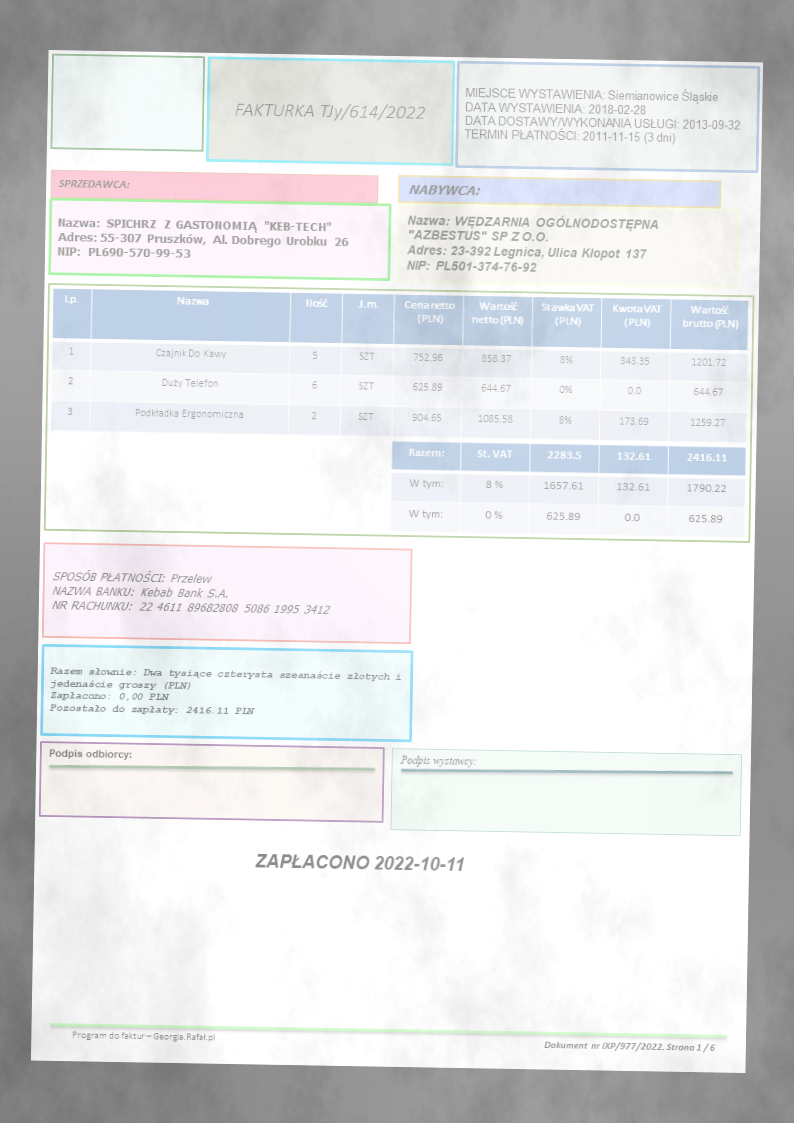 FAKTURKA TJy/614/2022
MIEJSCE WYSTAWIENIA: Siemianowice Śląskie
DATA WYSTAWIENIA: 2018-02-28
DATA DOSTAWY/WYKONANIA USŁUGI: 2013-09-32
TERMIN PŁATNOŚCI: 2011-11-15 (3 dni)
SPRZEDAWCA:
Nazwa: SPICHRZ Z GASTONOMIĄ "KEB-TECH"
Adres: 55-307 Pruszków, Al. Dobrego Urobku 26
NIP: PL690-570-99-53
NABYWCA:
Nazwa: WĘDZARNIA OGÓLNODOSTĘPNA
"AZBESTUS" SP Z O.O.
Adres: 23-392 Legnica, Ulica Kłopot 137
NIP: PL501-374-76-92
Lp. Nazwa Ilość J.m. Cena netto (PLN) Wartość netto (PLN) Stawka VAT (PLN) Kwota VAT (PLN) Wartość brutto (PLN)
1 Czajnik Do Kawy 5 SZT 752.96 858.37 8% 343.35 1201.72
2 Duży Telefon 6 SZT 625.89 644.67 0% 0.0 644.67
3 Podkładka Ergonomiczna 2 SZT 904.65 1085.58 8% 173.69 1259.27
Razem: St. VAT 2283.5 132.61 2416.11
W tym: 8 % 1657.61 132.61 1790.22
W tym: 0 % 625.89 0.0 625.89
SPOSÓB PŁATNOŚCI: Przelew
NAZWA BANKU: Kebab Bank S.A.
NR RACHUNKU: 22 4611 89682808 5086 1995 3412
Razem słownie: Dwa tysiące czterysta szesnaście złotych i
jedenaście groszy (PLN)
Zapłacono: 0,00 PLN
Pozostało do zapłaty: 2416.11 PLN
Podpis odbiorcy:
Podpis wystawcy:
ZAPŁACONO 2022-10-11
Program do faktur – Georgia.Rafał.pl
Dokument nr IXP/977/2022. Strona 1 / 6